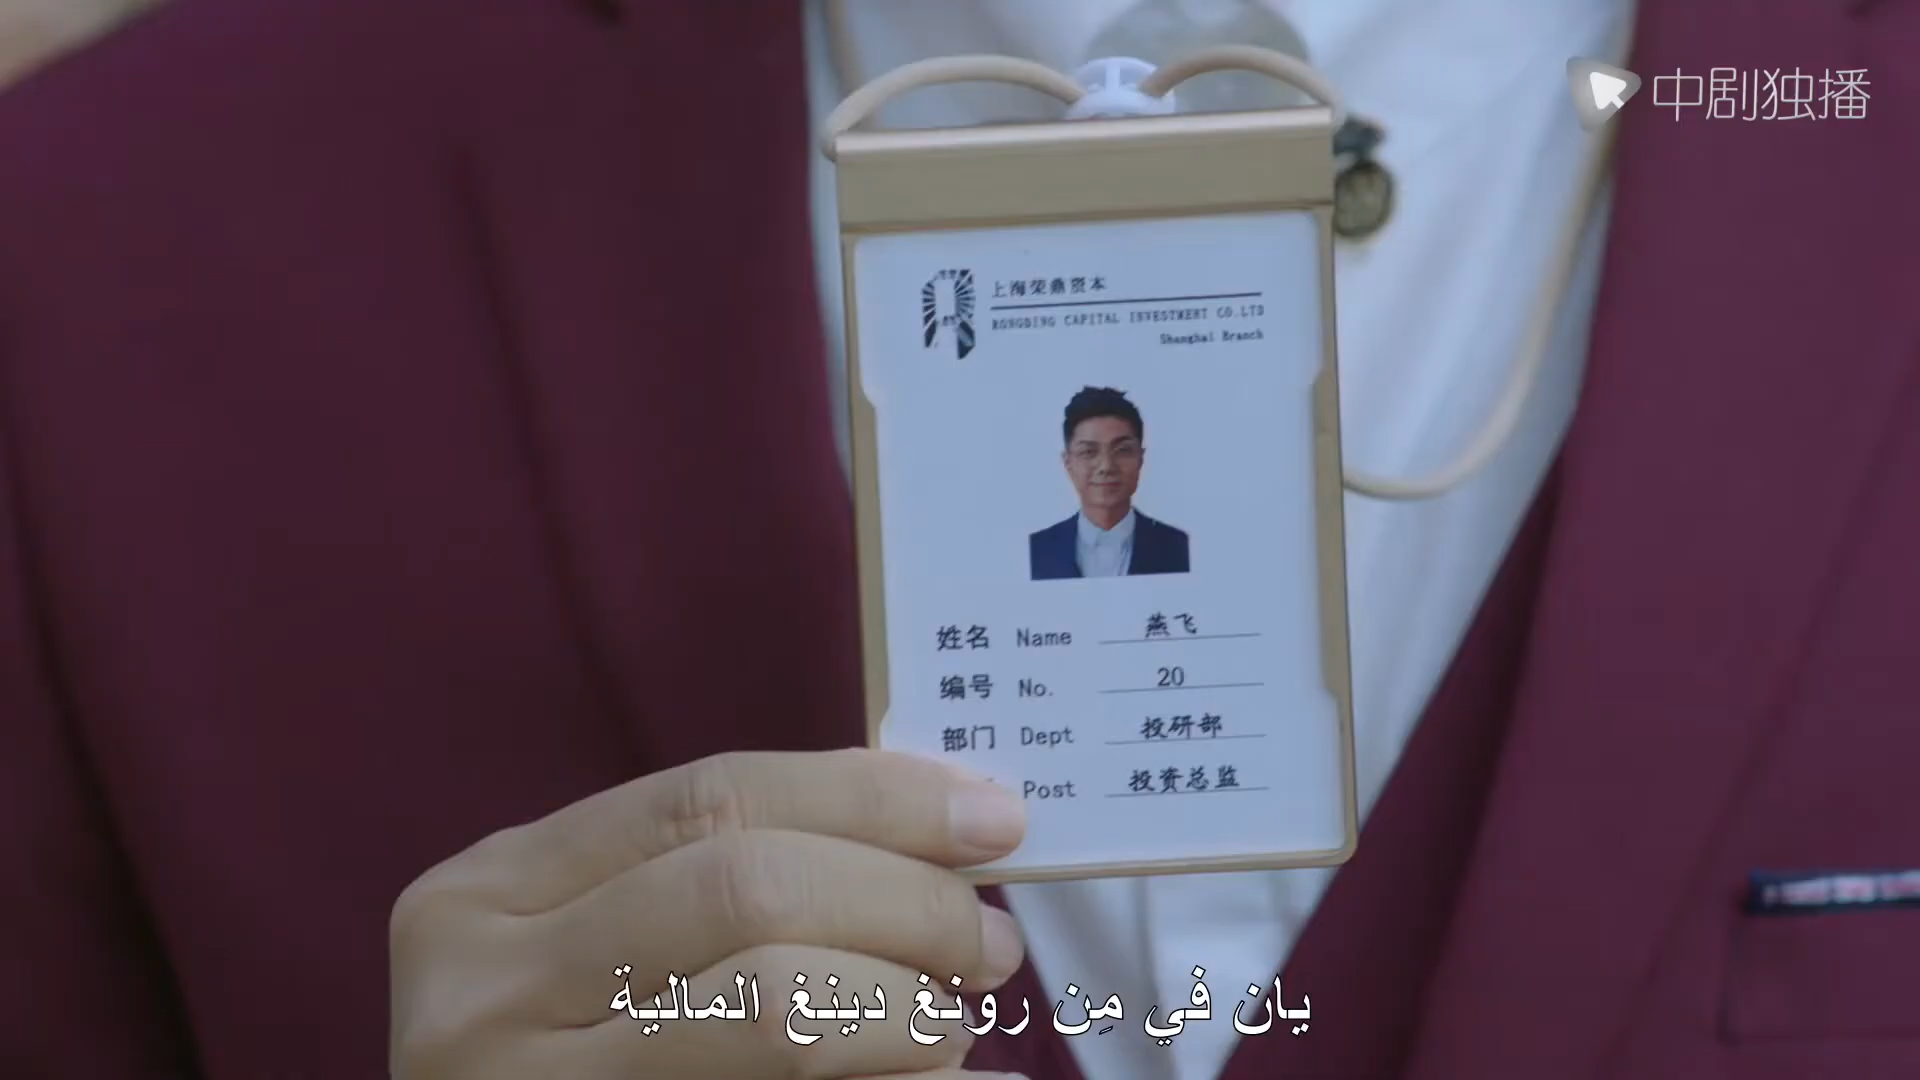 中剧独播
上海荣鼎资本
RONGDING CAPITAL INVESTMENT CO.LTD
Shanghai Branch
姓名 Name 燕飞
编号 No. 20
部门 Dept 投研部
Post 投资总监
يان في مِن رونغ دينغ المالية